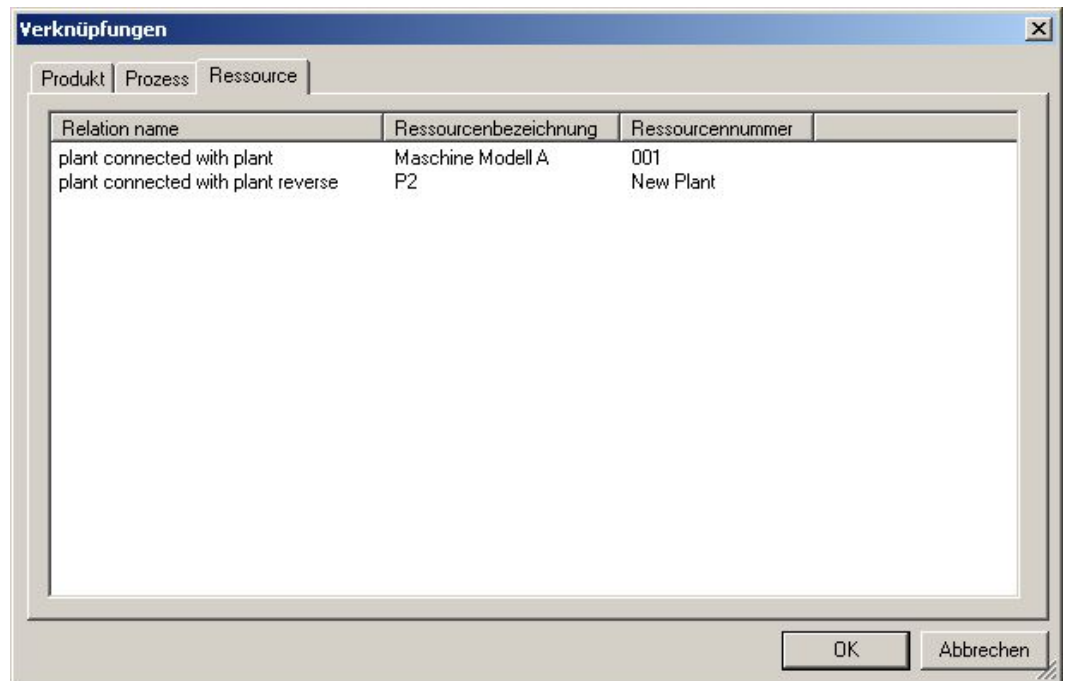 Verknüpfungen
Produkt Prozess Ressource
Relation name Ressourcenbezeichnung Ressourcennummer
plant connected with plant Maschine Modell A 001
plant connected with plant reverse P2 New Plant
OK Abbrechen